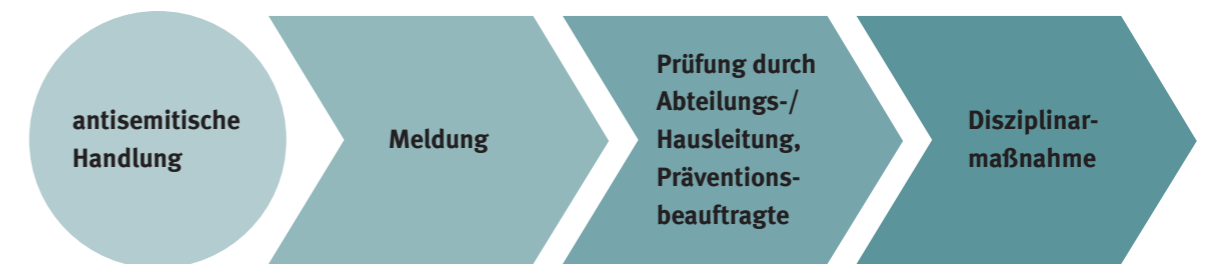 antisemitische
Handlung
Meldung
Prüfung durch
Abteilungs-/
Hausleitung,
Präventions-
beauftragte
Disziplinar-
maßnahme